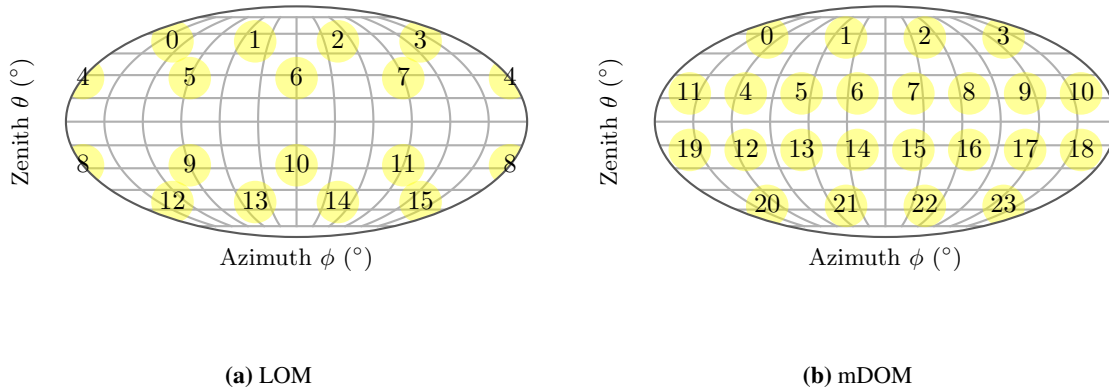 0 1 2 3
4 5 6 7 4
8 9 10 11 8
12 13 14 15
Zenith θ (°)
Azimuth ϕ (°)
(a) LOM
0 1 2 3
11 4 5 6 7 8 9 10
19 12 13 14 15 16 17 18
20 21 22 23
Zenith θ (°)
Azimuth ϕ (°)
(b) mDOM